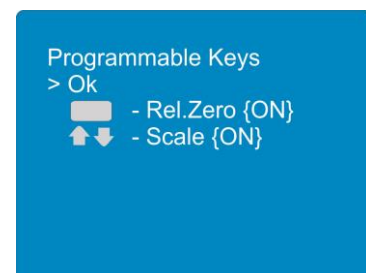 Programmable Keys
> Ok
- Rel.Zero {ON}
- Scale {ON}